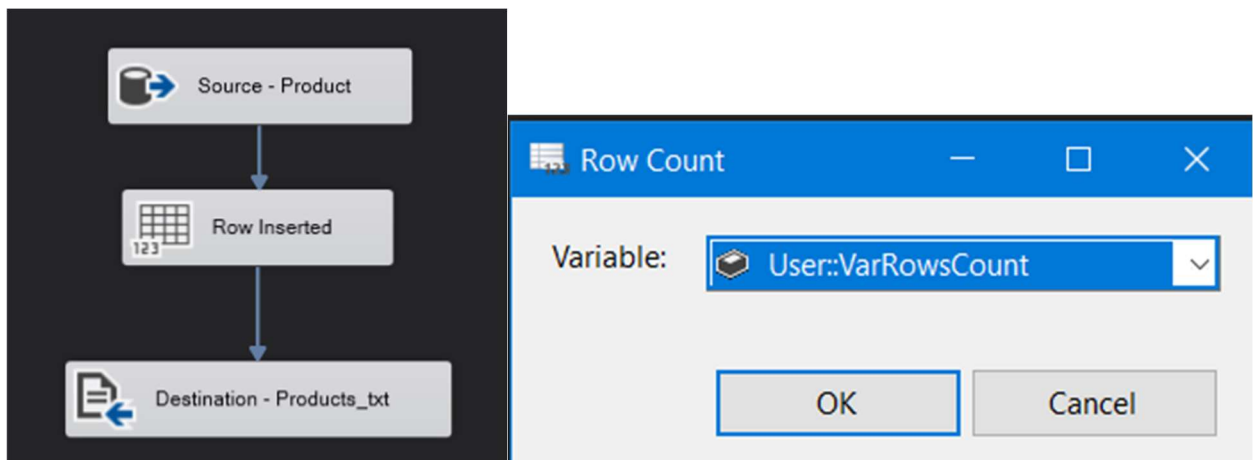 Source - Product
123
Row Inserted
Destination - Products_txt
Row Count
Variable:
User::VarRowsCount
OK
Cancel